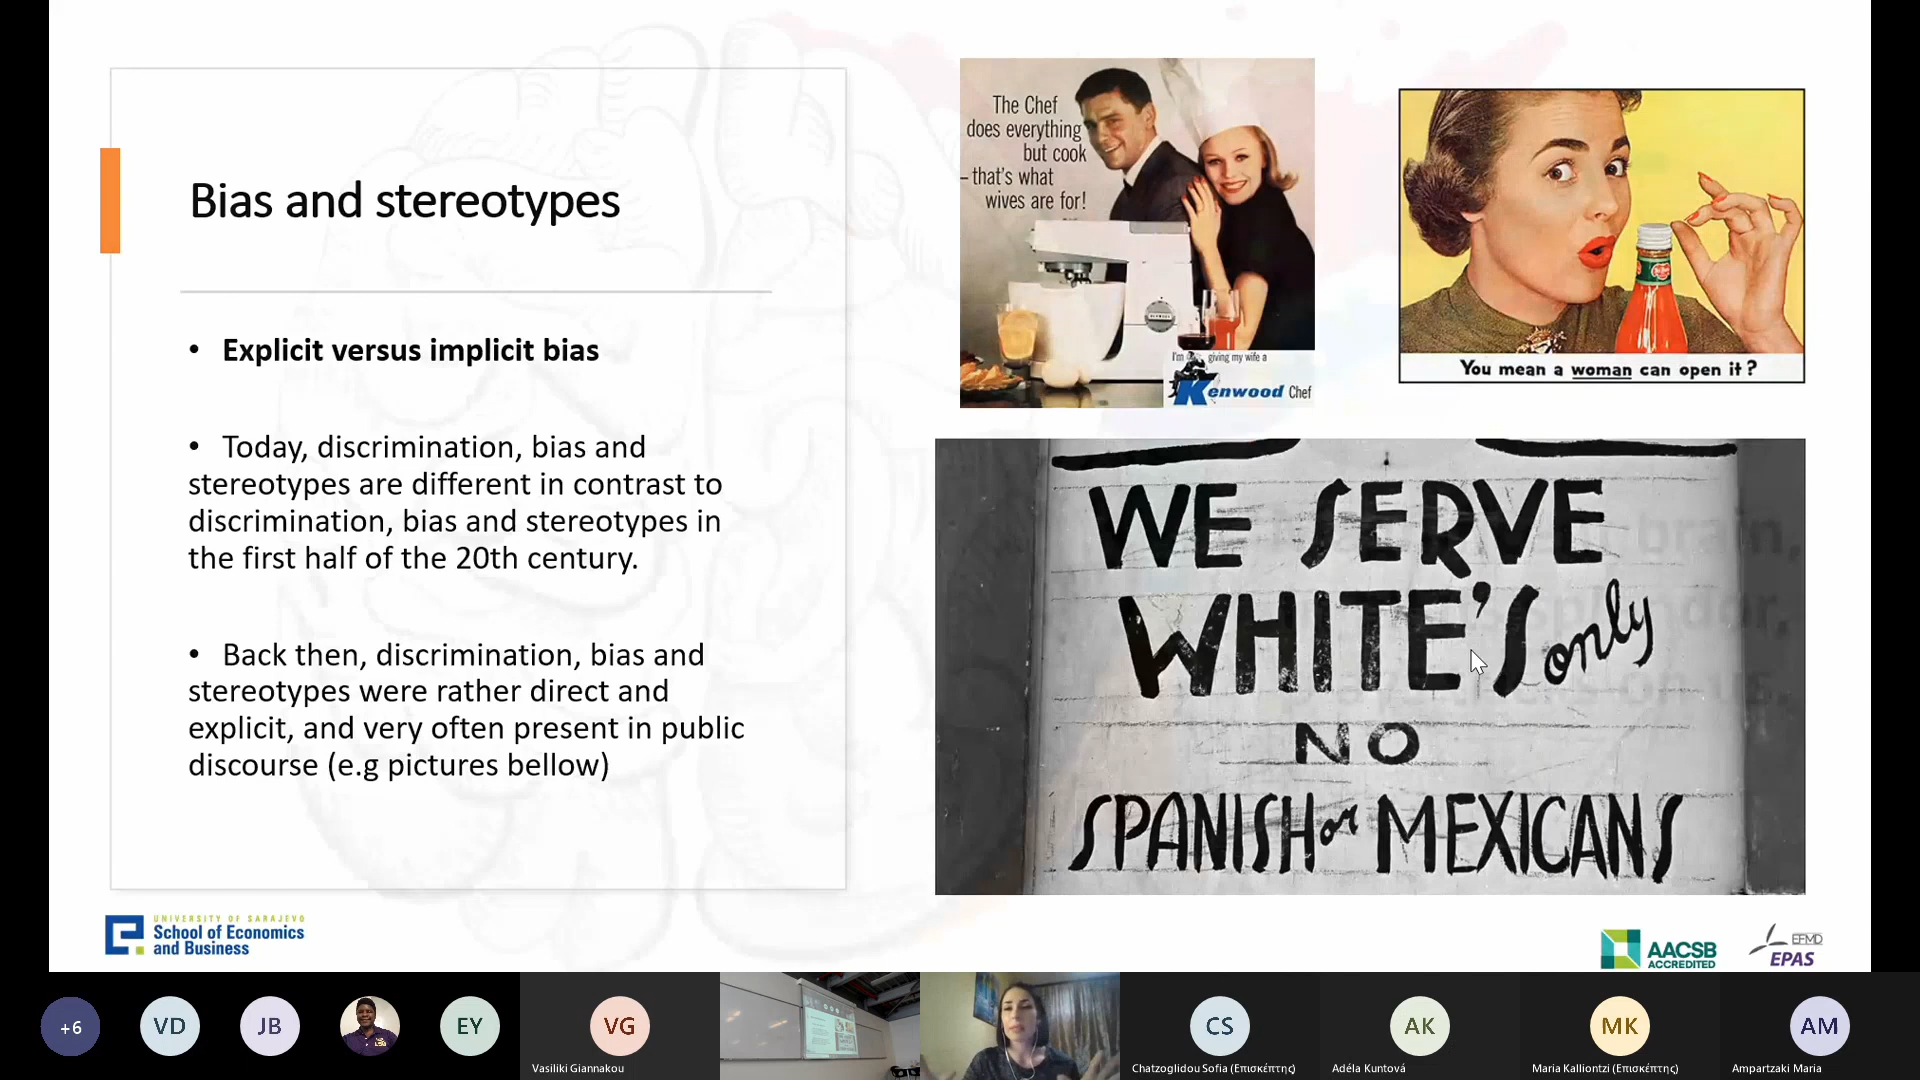 Bias and stereotypes
• Explicit versus implicit bias
• Today, discrimination, bias and
stereotypes are different in contrast to
discrimination, bias and stereotypes in
the first half of the 20th century.
• Back then, discrimination, bias and
stereotypes were rather direct and
explicit, and very often present in public
discourse (e.g pictures bellow)
The Chef
does everything
but cook
–that's what
wives are for!
I'm giving my wife a
Kenwood Chef
You mean a woman can open it?
WE SERVE
WHITE'S only
NO
SPANISH or MEXICANS
brain,
UNIVERSITY OF SARAJEVO
School of Economics
and Business
AACSB
ACCREDITED
EFMD
EPAS
+6
VD
JB
EY
VG
CS
AK
MK
AM
Vasiliki Giannakou
Chatzoglidou Sofia (Επισκέπτης)
Adéla Kuntová
Maria Kalliontzi (Επισκέπτης)
Ampartzaki Maria